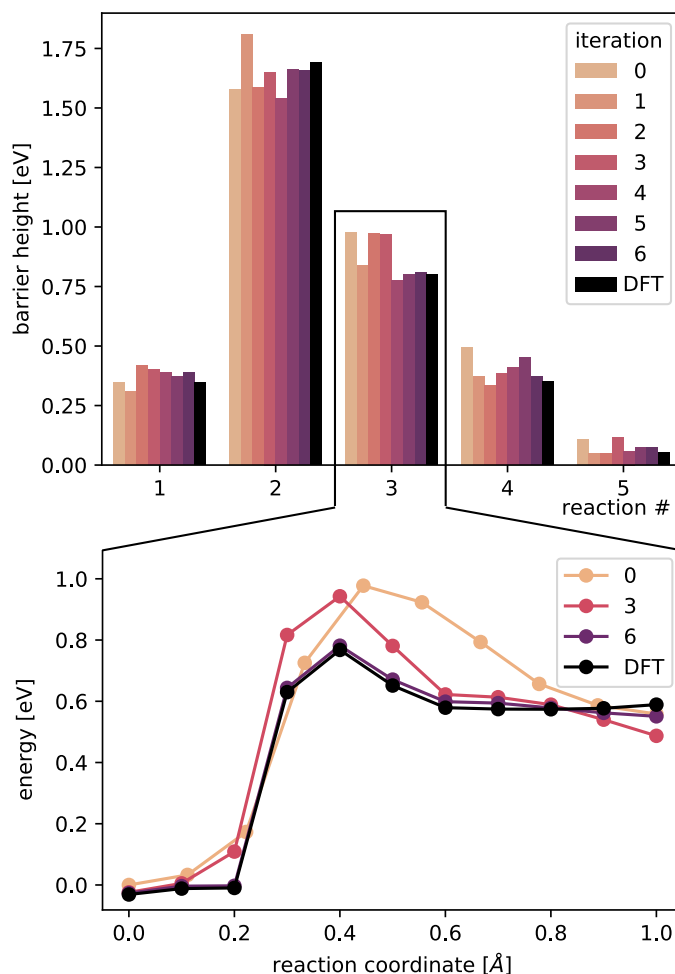 barrier height [eV]
1.75
1.50
1.25
1.00
0.75
0.50
0.25
0.00
iteration
0
1
2
3
4
5
6
DFT
1 2 3 4 5
reaction #
energy [eV]
1.0
0.8
0.6
0.4
0.2
0.0
0
3
6
DFT
0.0 0.2 0.4 0.6 0.8 1.0
reaction coordinate [Å]